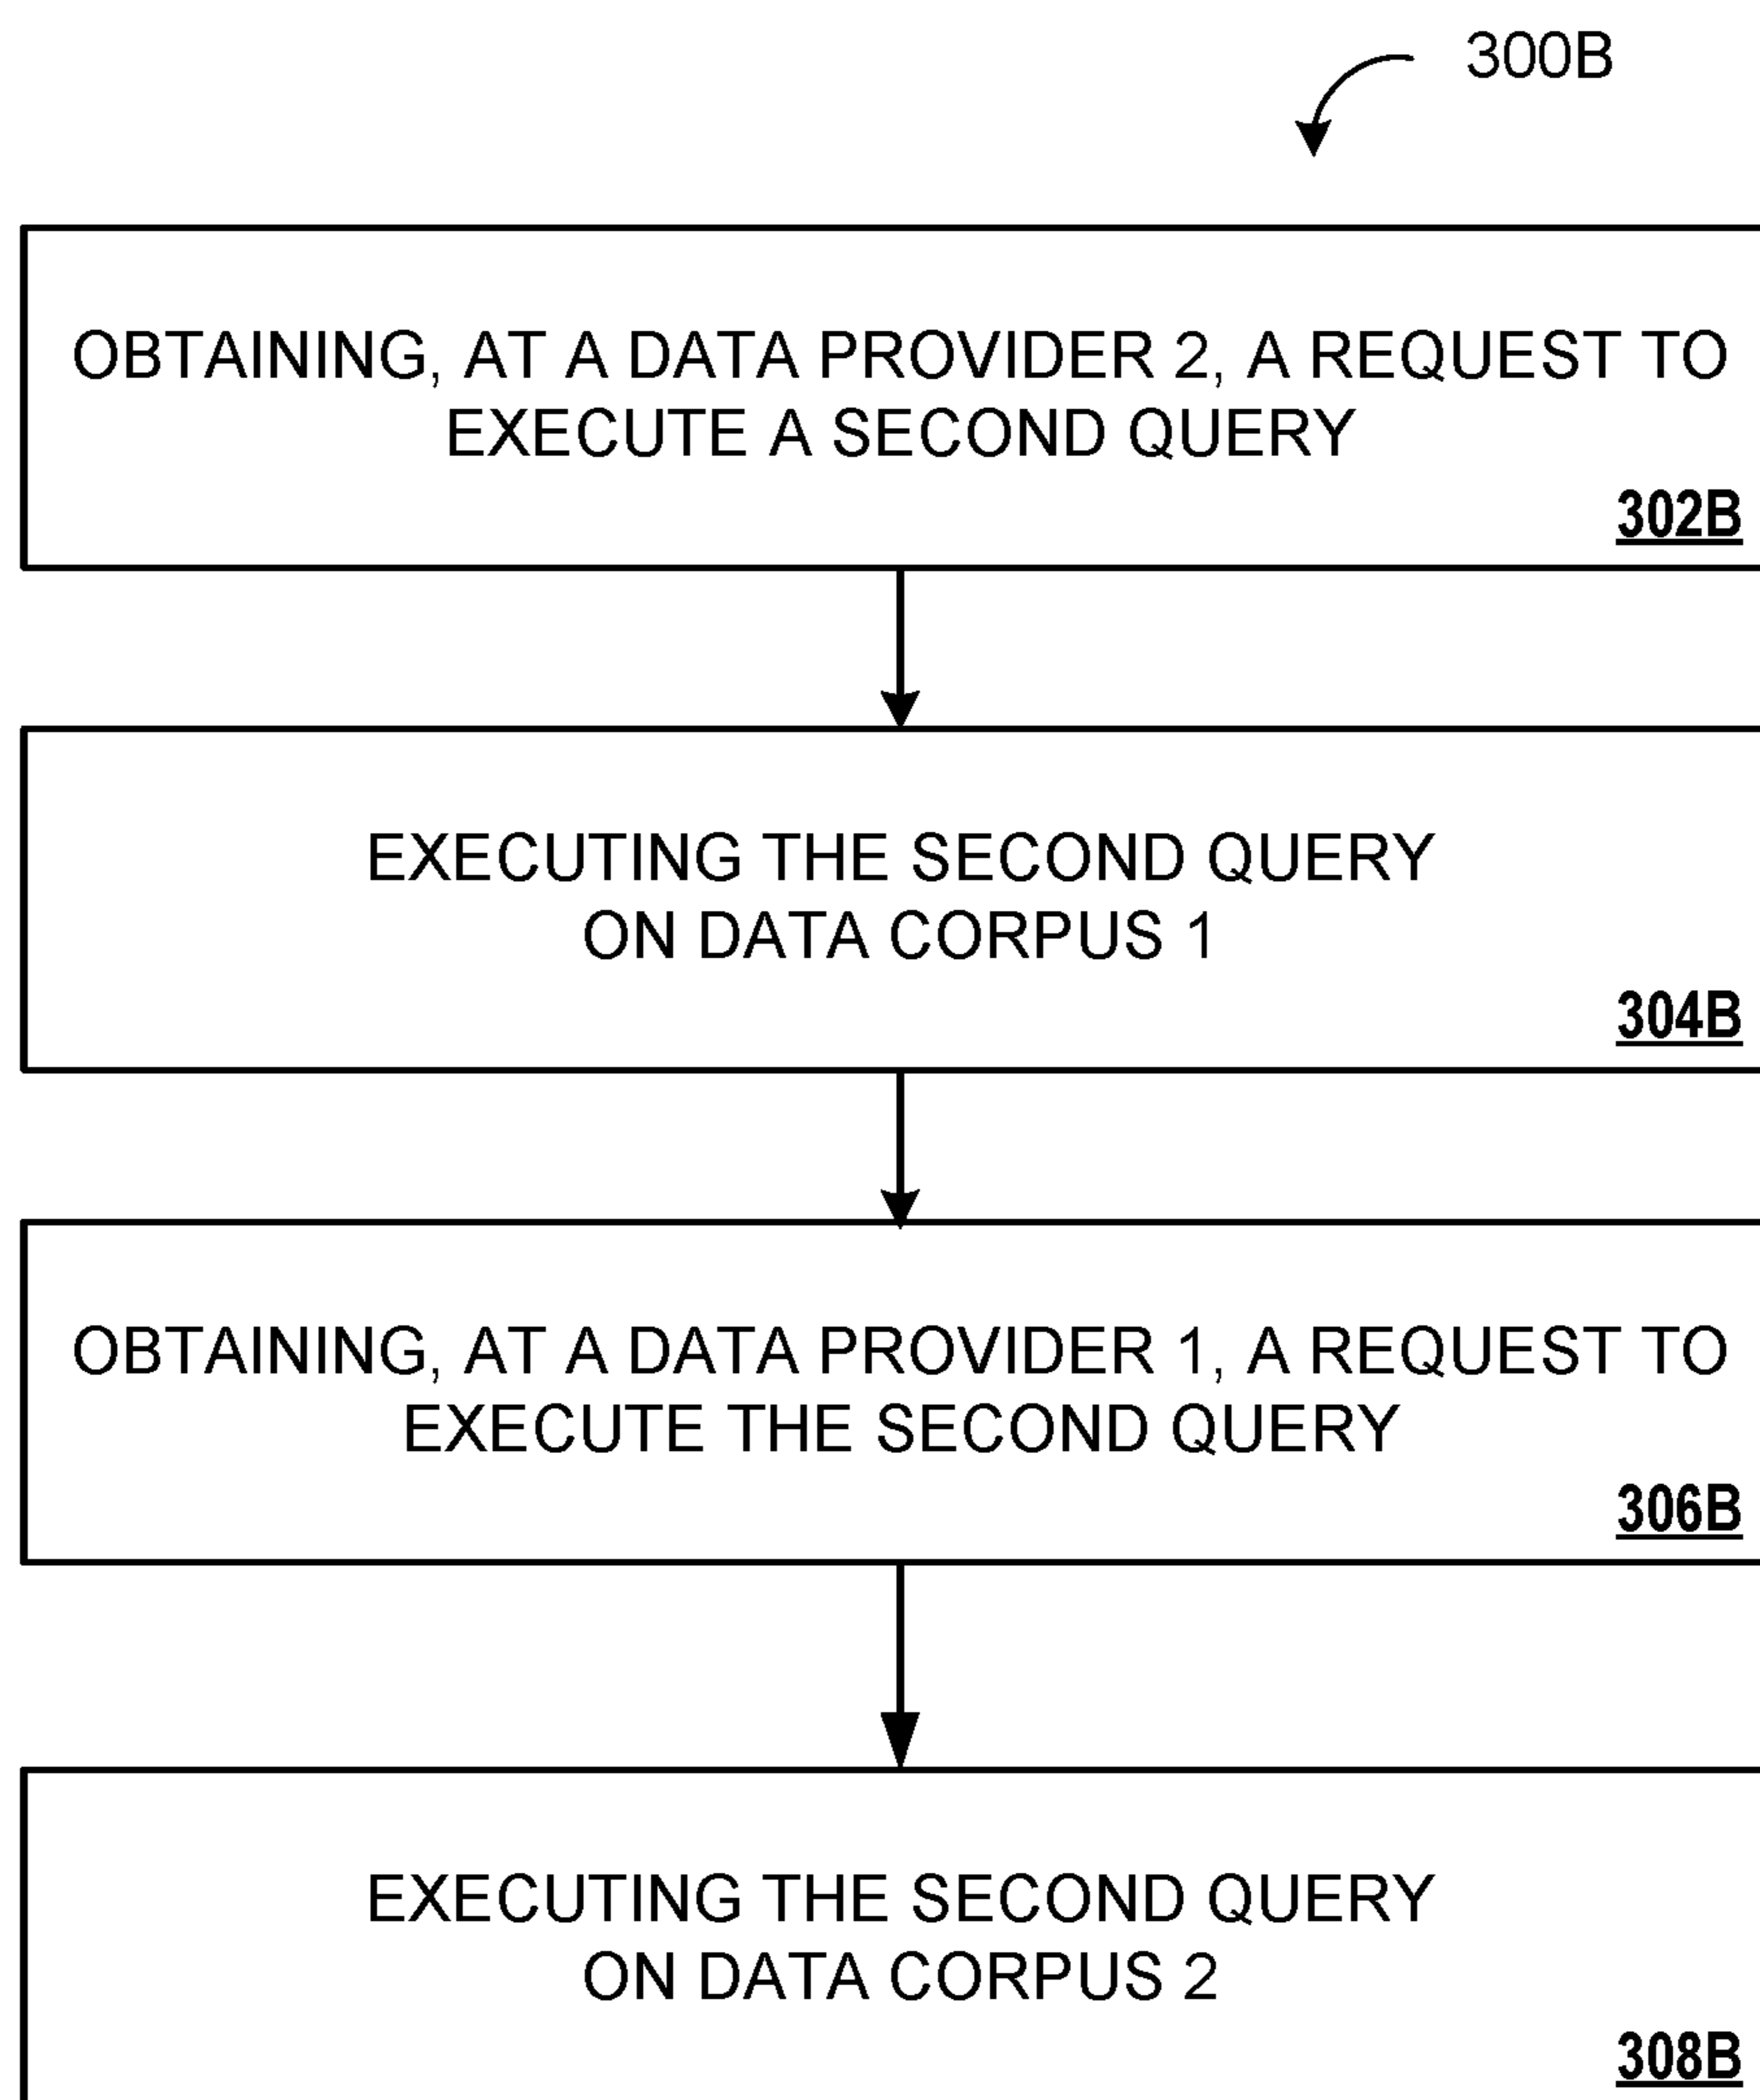 300B
OBTAINING, AT A DATA PROVIDER 2, A REQUEST TO
EXECUTE A SECOND QUERY
302B
EXECUTING THE SECOND QUERY
ON DATA CORPUS 1
304B
OBTAINING, AT A DATA PROVIDER 1, A REQUEST TO
EXECUTE THE SECOND QUERY
306B
EXECUTING THE SECOND QUERY
ON DATA CORPUS 2
308B